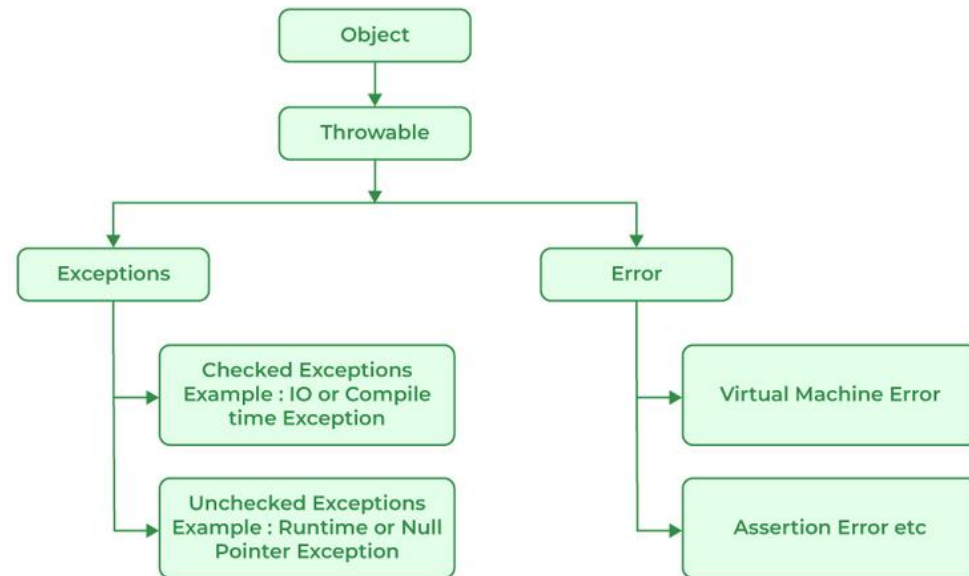 Object
Throwable
Exceptions
Error
Checked Exceptions
Example : IO or Compile
time Exception
Virtual Machine Error
Unchecked Exceptions
Example : Runtime or Null
Pointer Exception
Assertion Error etc